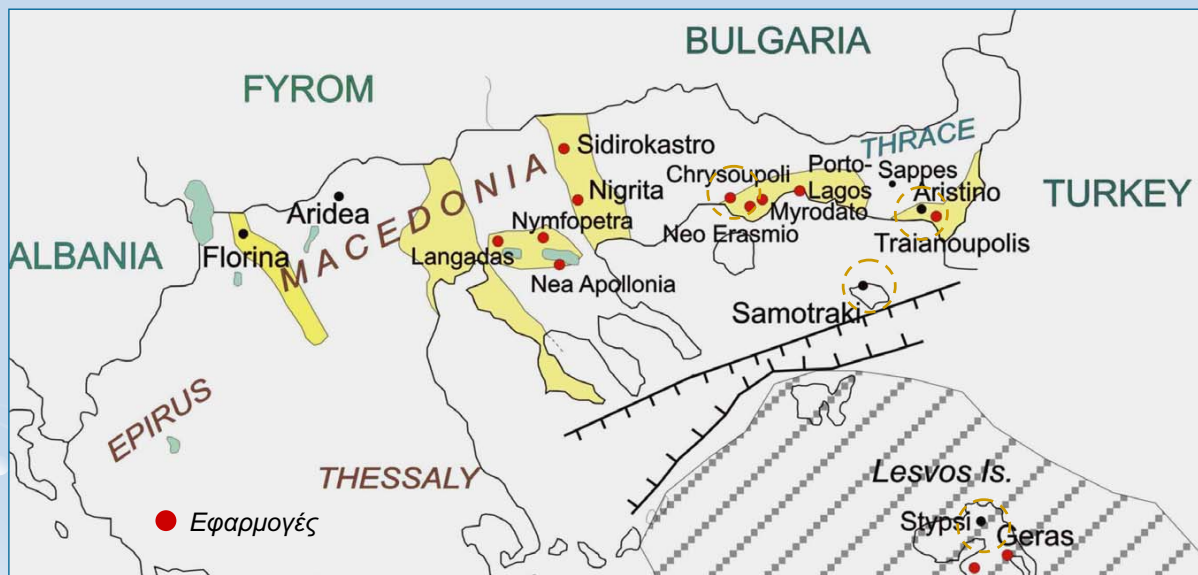 BULGARIA
FYROM
THRACE
Sidirokastro
Chrysoupoli
Porto-
Sappes
Lagos
Aristino
TURKEY
MACEDONIA
Nigrita
Aridea
Nymfopetra
Myrodato
Neo Erasmio
Traianoupolis
ALBANIA
Florina
Langadas
Nea Apollonia
Samotraki
EPIRUS
THESSALY
Lesvos Is.
Εφαρμογές
Stypsi
Geras